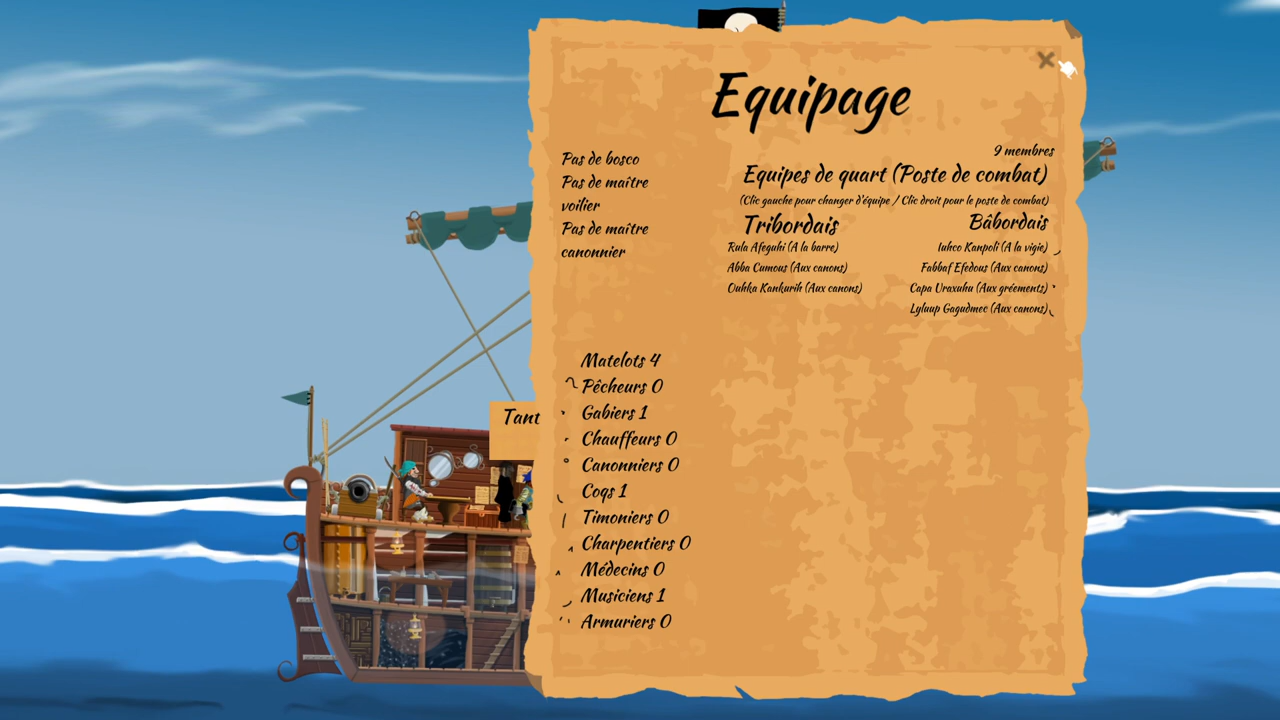 Equipage
9 membres
Pas de bosco
Pas de maître
voilier
Pas de maître
canonnier
Equipes de quart (Poste de combat)
(Clic gauche pour changer d'équipe / Clic droit pour le poste de combat)
Tribordais
Rula Afeguhi (A la barre)
Abba Cumous (Aux canons)
Ouhka Kankurih (Aux canons)
Bâbordais
Iuhco Kanpoli (A la vigie)
Fabbaf Efedous (Aux canons)
Capa Uraxuhu (Aux gréements)
Lyluup Gagudmec (Aux canons)
Matelots 4
Pêcheurs 0
Gabiers 1
Chauffeurs 0
Canonniers 0
Coqs 1
Timoniers 0
Charpentiers 0
Médecins 0
Musiciens 1
Armuriers 0
Tant